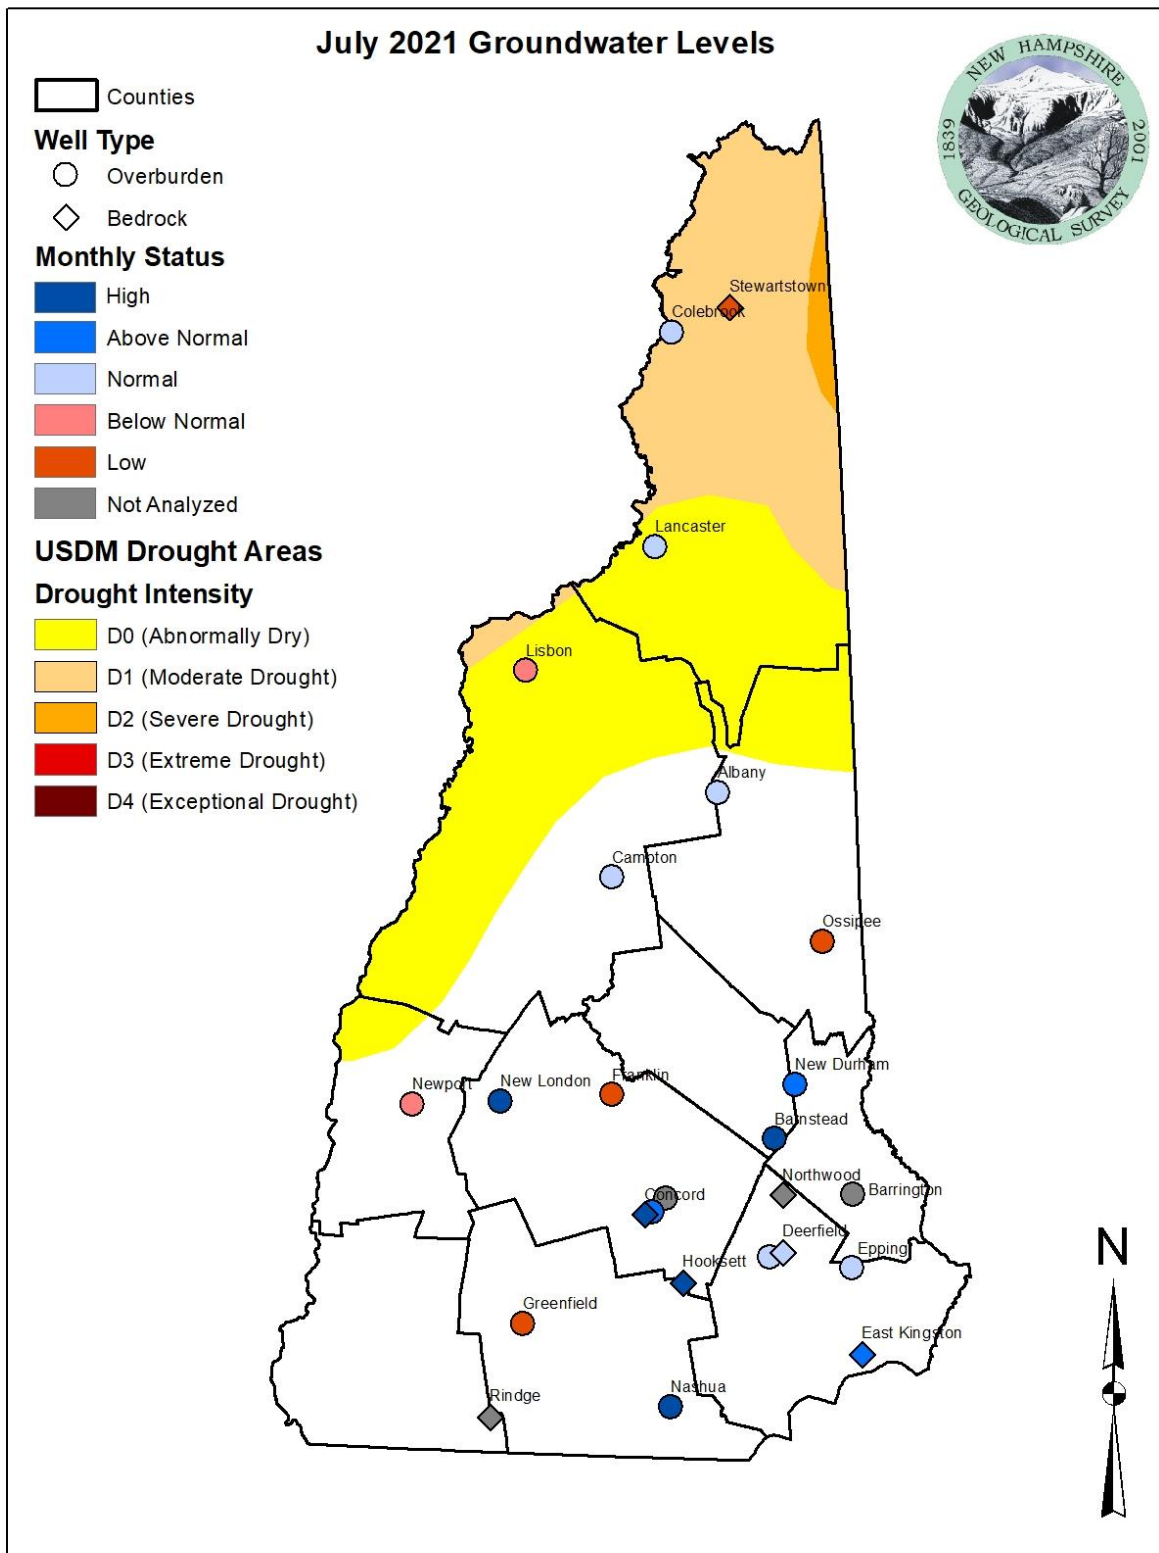 July 2021 Groundwater Levels
Counties
Well Type
Overburden
Bedrock
Monthly Status
High
Above Normal
Normal
Below Normal
Low
Not Analyzed
USDM Drought Areas
Drought Intensity
D0 (Abnormally Dry)
D1 (Moderate Drought)
D2 (Severe Drought)
D3 (Extreme Drought)
D4 (Exceptional Drought)
NEW HAMPSHIRE
1839
2001
GEOLOGICAL SURVEY
Stewartstown
Colebrook
Lancaster
Lisbon
Albany
Campton
Ossipee
New Durham
Franklin
New London
Newport
Barnstead
Northwood
Barrington
Concord
Deerfield
Epping
Hooksett
Greenfield
East Kingston
Nashua
Rindge
N